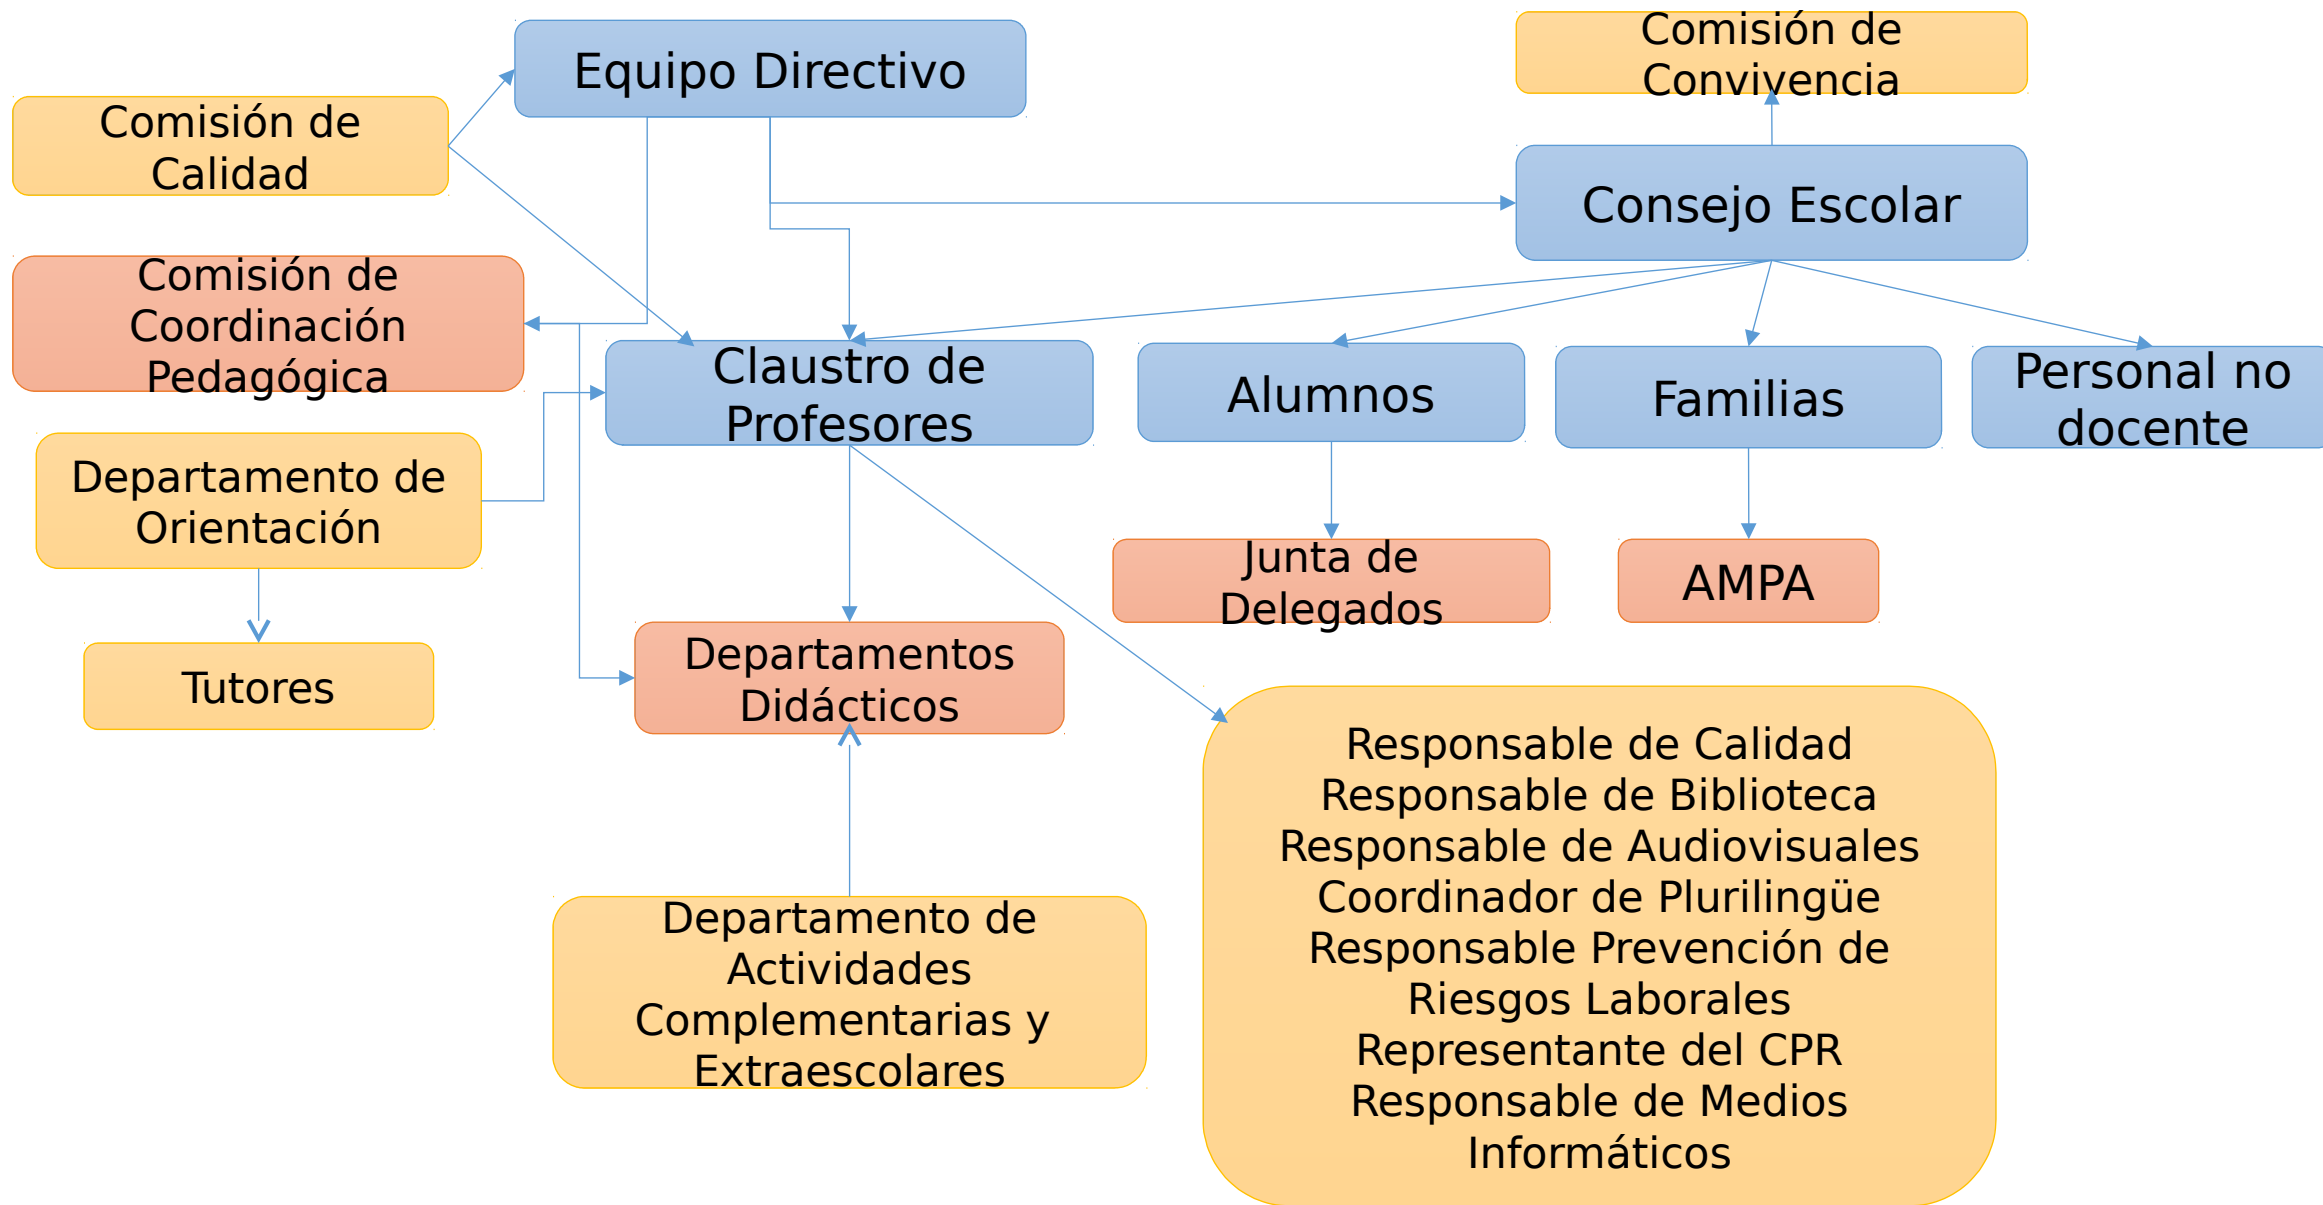 Equipo Directivo
Comisión de
Convivencia
Comisión de
Calidad
Consejo Escolar
Comisión de
Coordinación
Pedagógica
Claustro de
Profesores
Alumnos
Familias
Personal no
docente
Departamento de
Orientación
Junta de
Delegados
AMPA
Tutores
Departamentos
Didácticos
Responsable de Calidad
Responsable de Biblioteca
Responsable de Audiovisuales
Coordinador de Plurilingüe
Responsable Prevención de
Riesgos Laborales
Representante del CPR
Responsable de Medios
Informáticos
Departamento de
Actividades
Complementarias y
Extraescolares